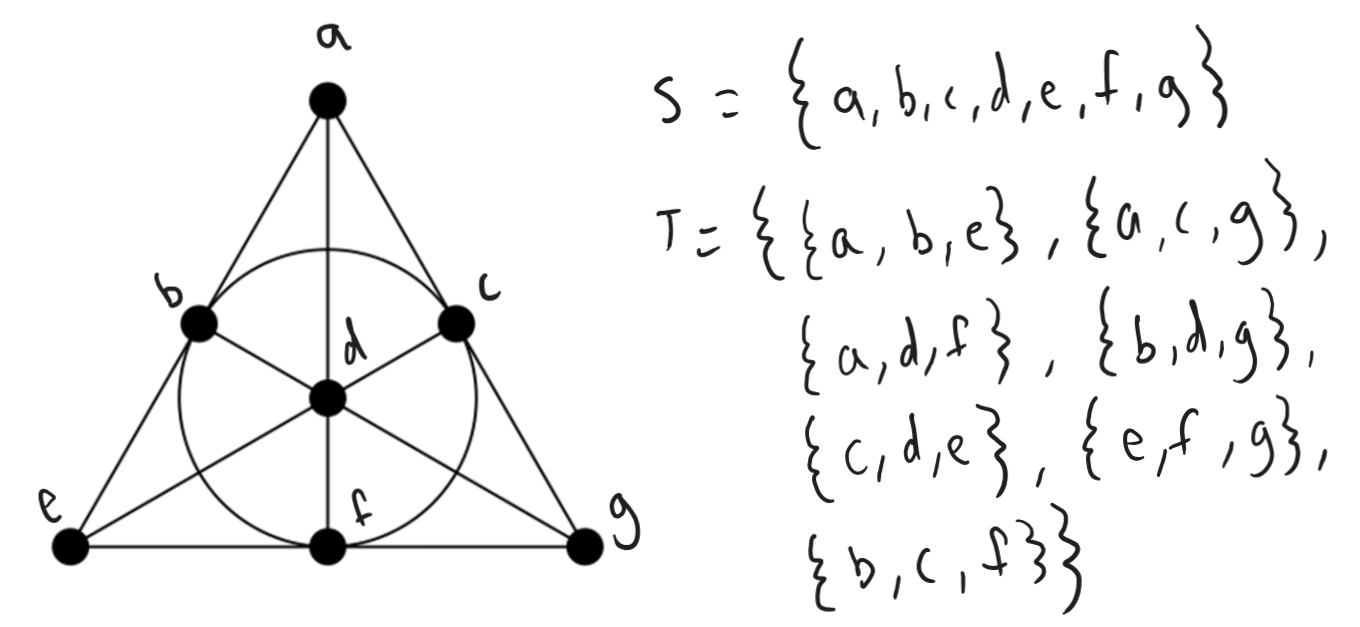 a
b
c
d
e
f
g
S = {a, b, c, d, e, f, g}
T = {{a, b, e}, {a, c, g},
{a, d, f}, {b, d, g},
{c, d, e}, {e, f, g},
{b, c, f}}